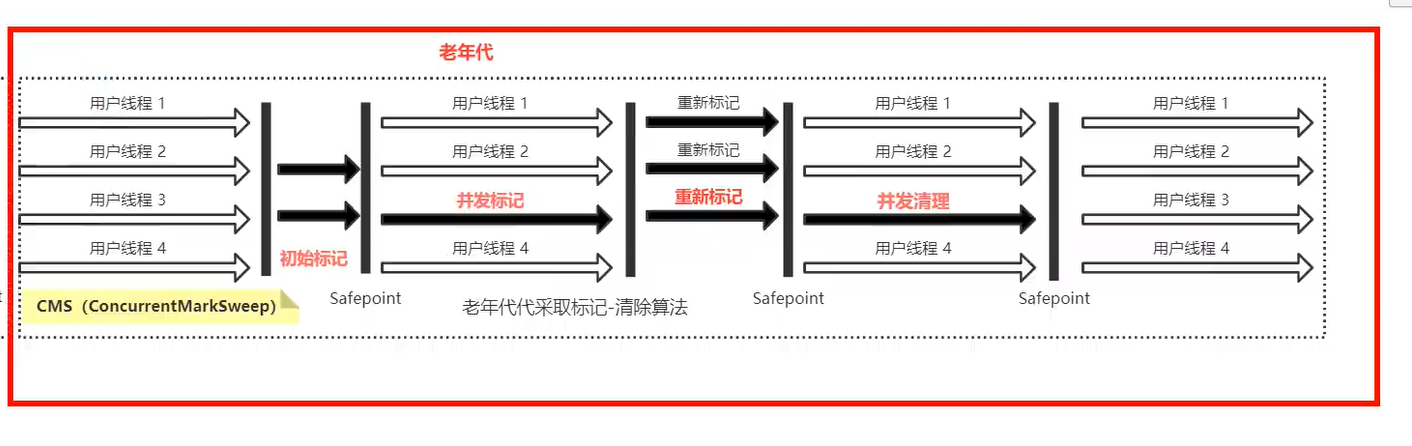 老年代
用户线程 1
用户线程 1
重新标记
用户线程 1
用户线程 1
用户线程 2
用户线程 2
重新标记
用户线程 2
用户线程 2
用户线程 3
并发标记
重新标记
并发清理
用户线程 3
用户线程 4
初始标记
用户线程 4
用户线程 4
用户线程 4
CMS（ConcurrentMarkSweep)
Safepoint
老年代代采取标记-清除算法
Safepoint
Safepoint